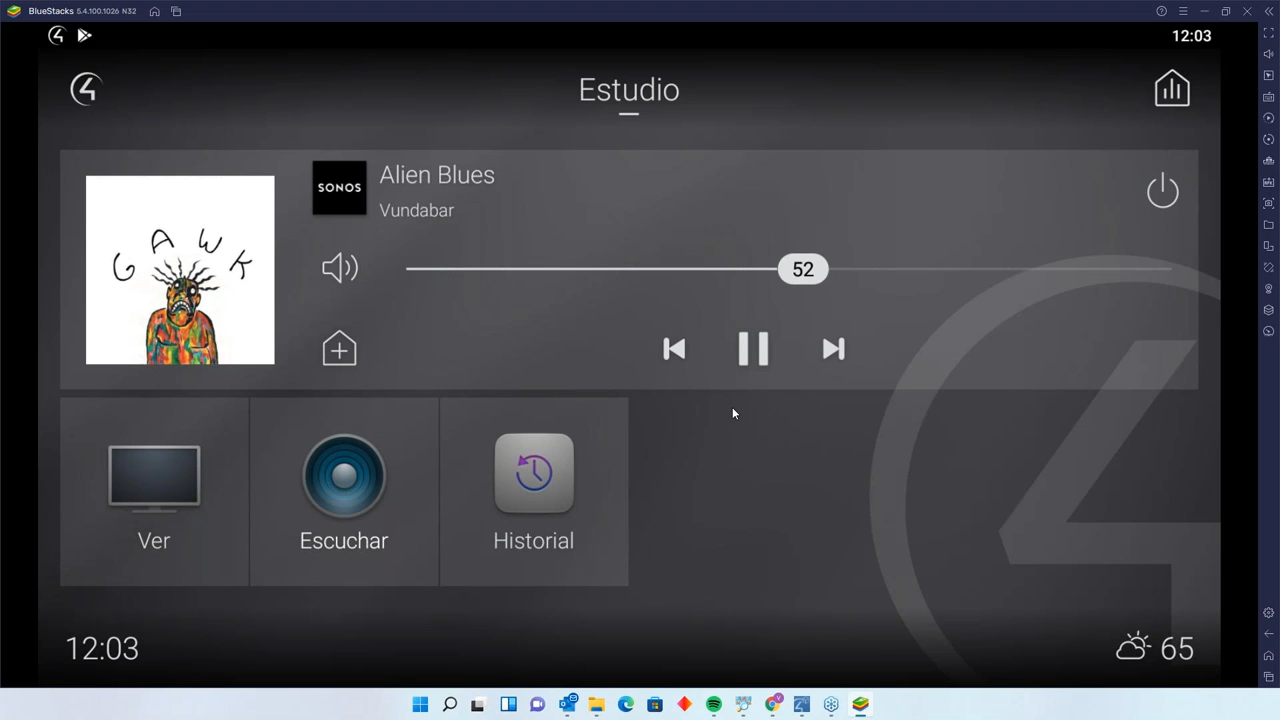 BlueStacks 5.4.100.1026 N32
12:03
Estudio
SONOS
Alien Blues
Vundabar
GAWK
52
Ver
Escuchar
Historial
12:03
65